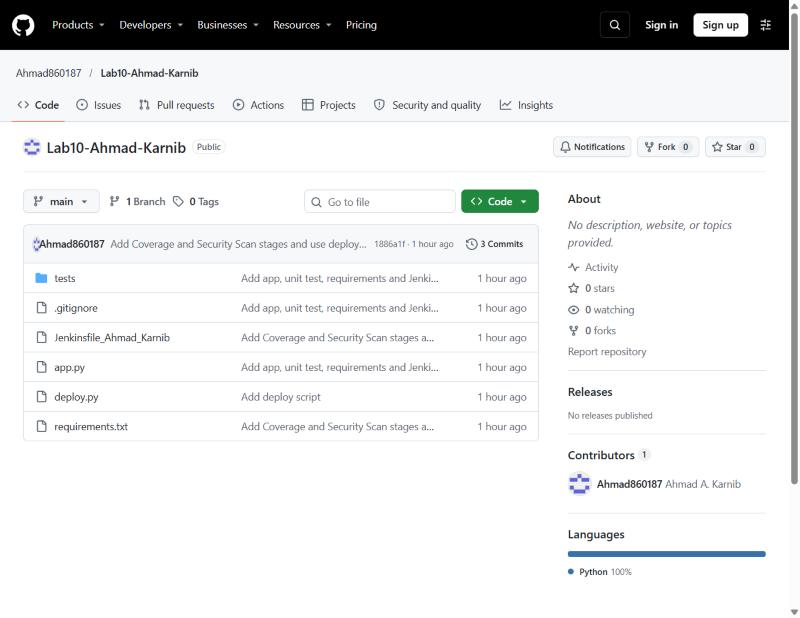 Products Developers Businesses Resources Pricing Sign in Sign up
Ahmad860187 / Lab10-Ahmad-Karnib
Code Issues Pull requests Actions Projects Security and quality Insights
Lab10-Ahmad-Karnib Public Notifications Fork 0 Star 0
main 1 Branch 0 Tags Go to file Code
Ahmad860187 Add Coverage and Security Scan stages and use deploy... 1886a1f · 1 hour ago 3 Commits
tests Add app, unit test, requirements and Jenki... 1 hour ago
.gitignore Add app, unit test, requirements and Jenki... 1 hour ago
Jenkinsfile_Ahmad_Karnib Add Coverage and Security Scan stages a... 1 hour ago
app.py Add app, unit test, requirements and Jenki... 1 hour ago
deploy.py Add deploy script 1 hour ago
requirements.txt Add Coverage and Security Scan stages a... 1 hour ago
About
No description, website, or topics
provided.
Activity
0 stars
0 watching
0 forks
Report repository
Releases
No releases published
Contributors 1
Ahmad860187 Ahmad A. Karnib
Languages
Python 100%